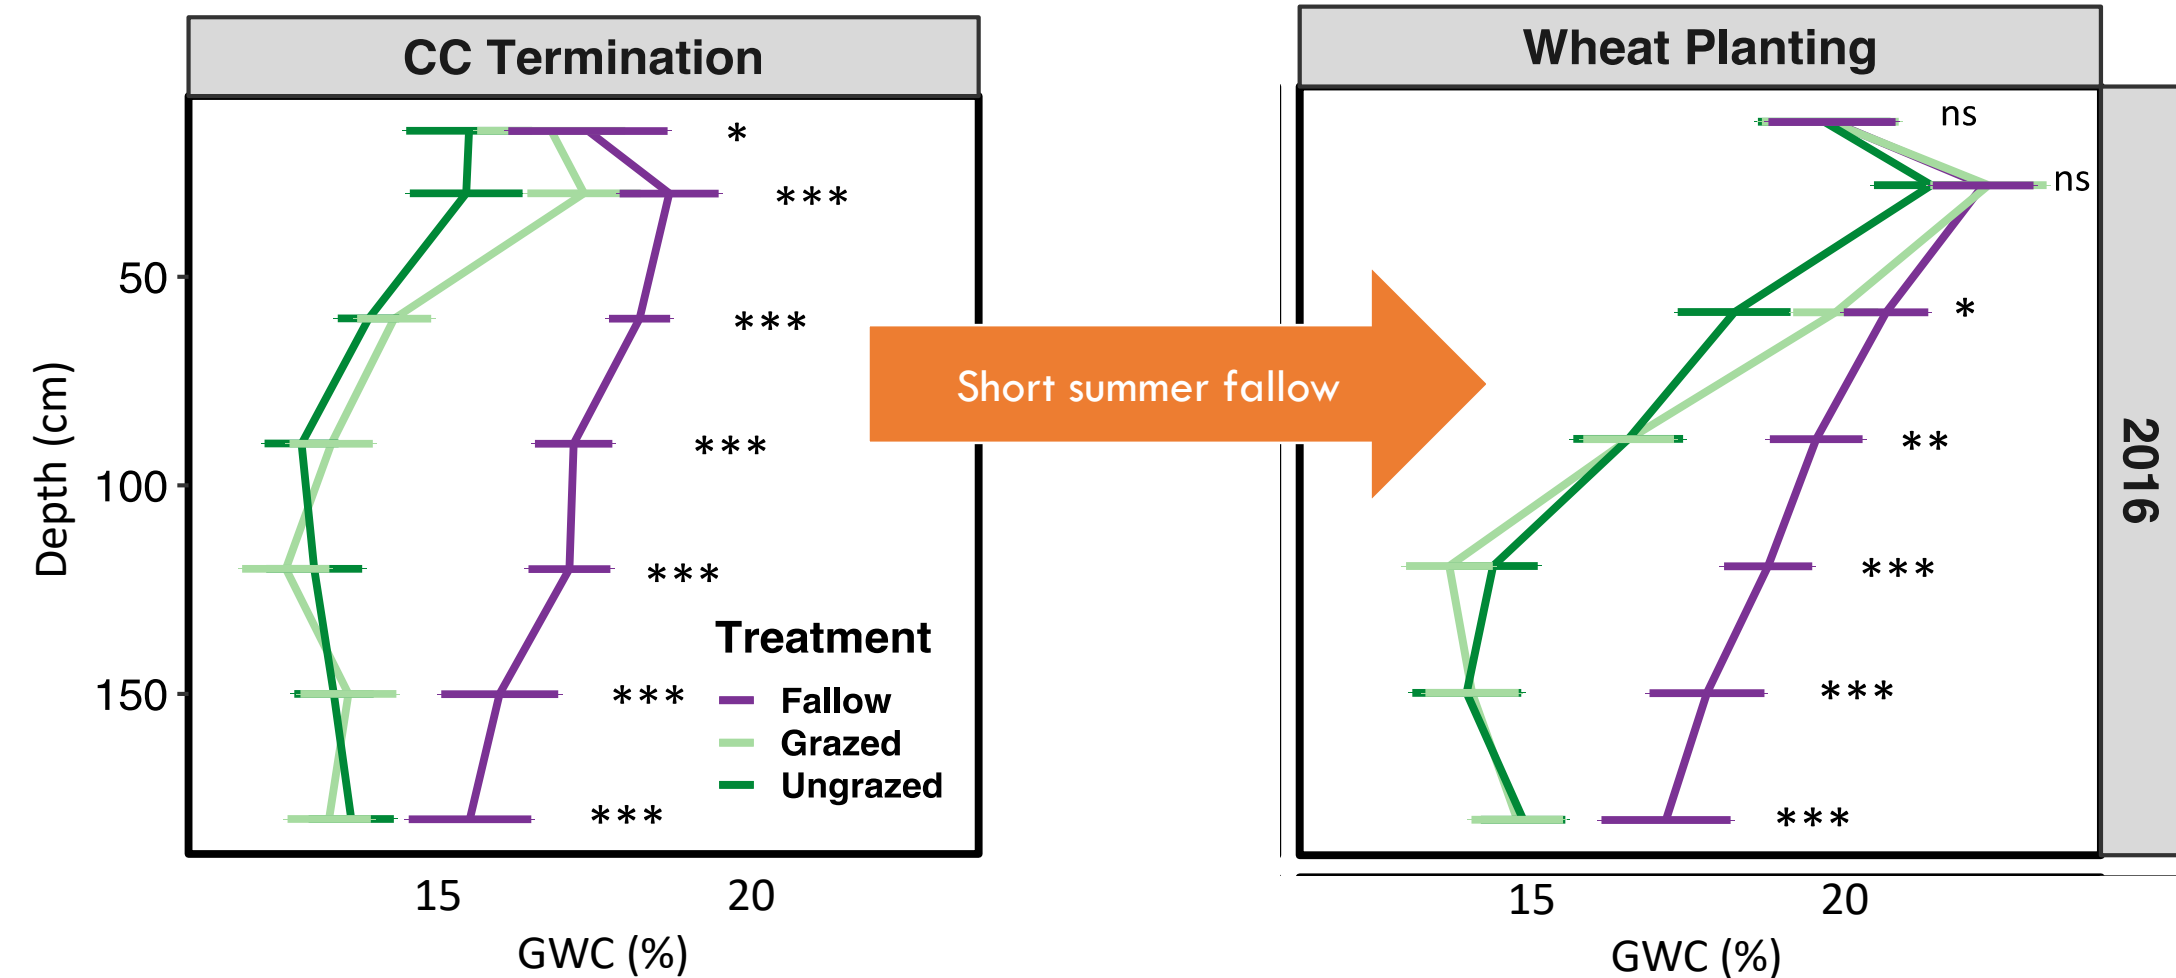 CC Termination
Wheat Planting
*
***
***
***
***
***
***
ns
ns
*
**
***
***
***
50
100
150
Depth (cm)
Short summer fallow
Treatment
Fallow
Grazed
Ungrazed
2016
15 20
GWC (%)
15 20
GWC (%)